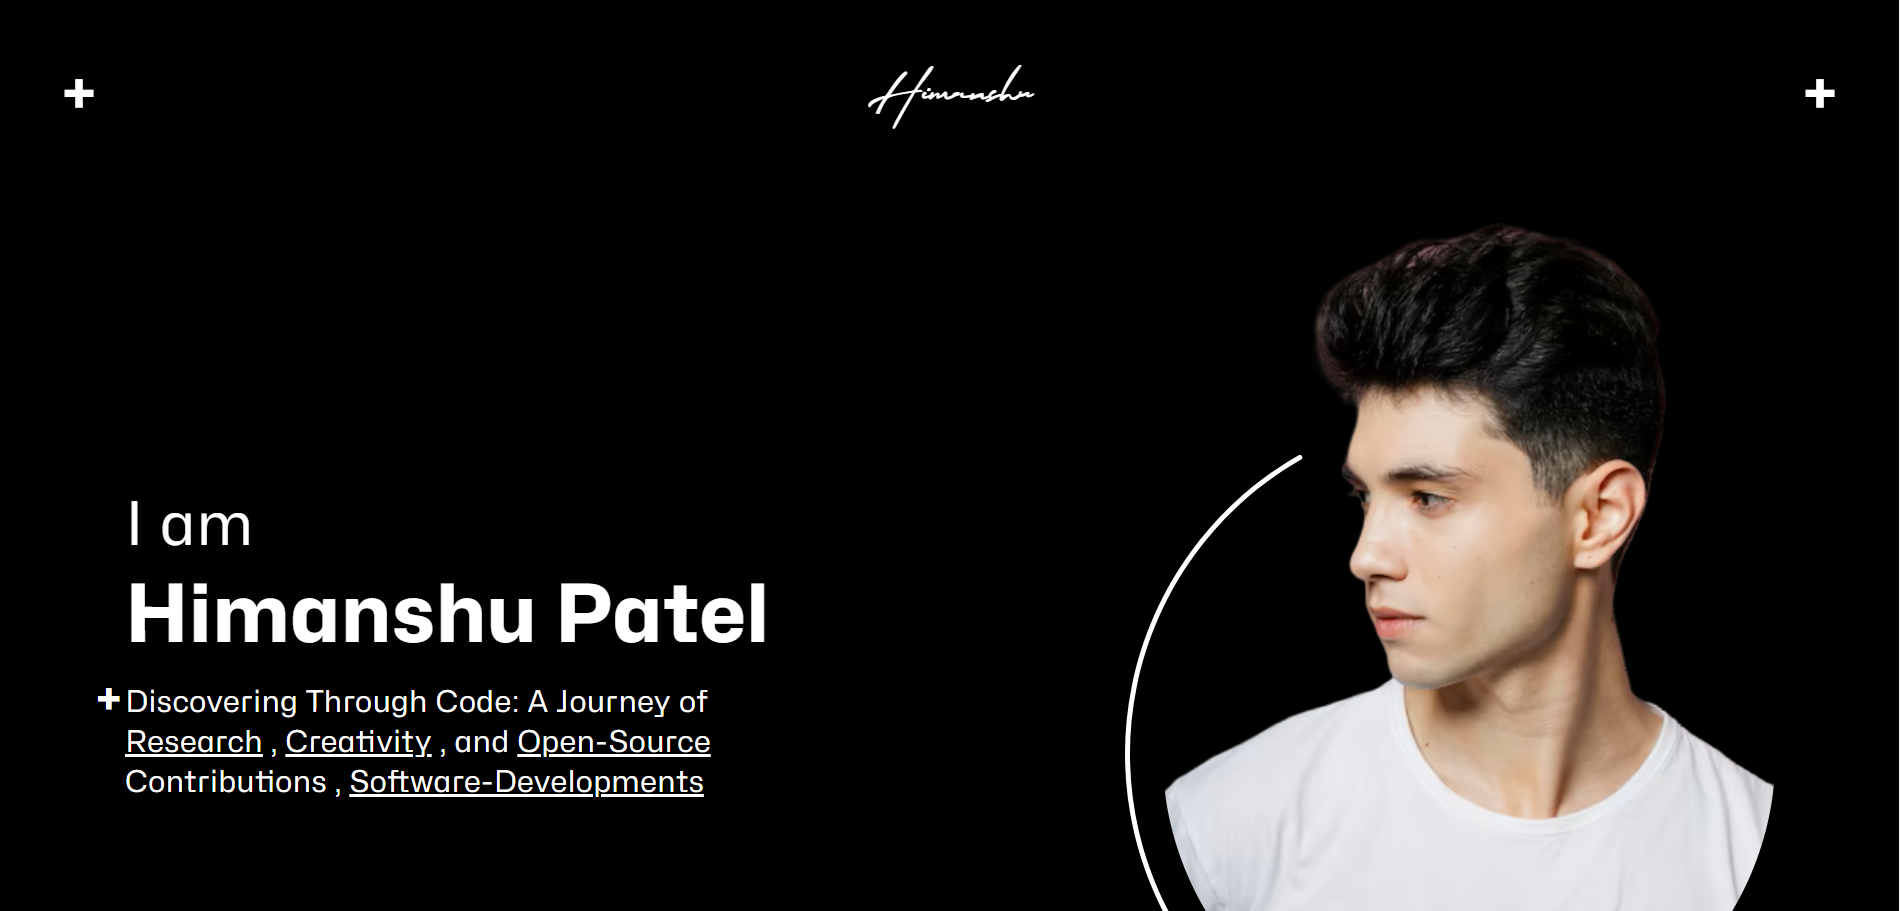 Himanshu
I am
Himanshu Patel
Discovering Through Code: A Journey of
Research , Creativity , and Open-Source
Contributions , Software-Developments